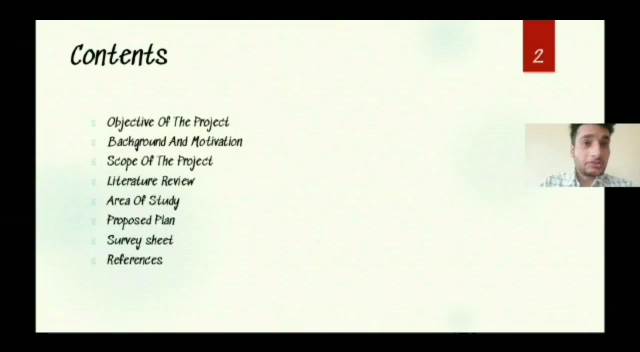 Contents
2
Objective Of The Project
Background And Motivation
Scope Of The Project
Literature Review
Area Of Study
Proposed Plan
Survey sheet
References